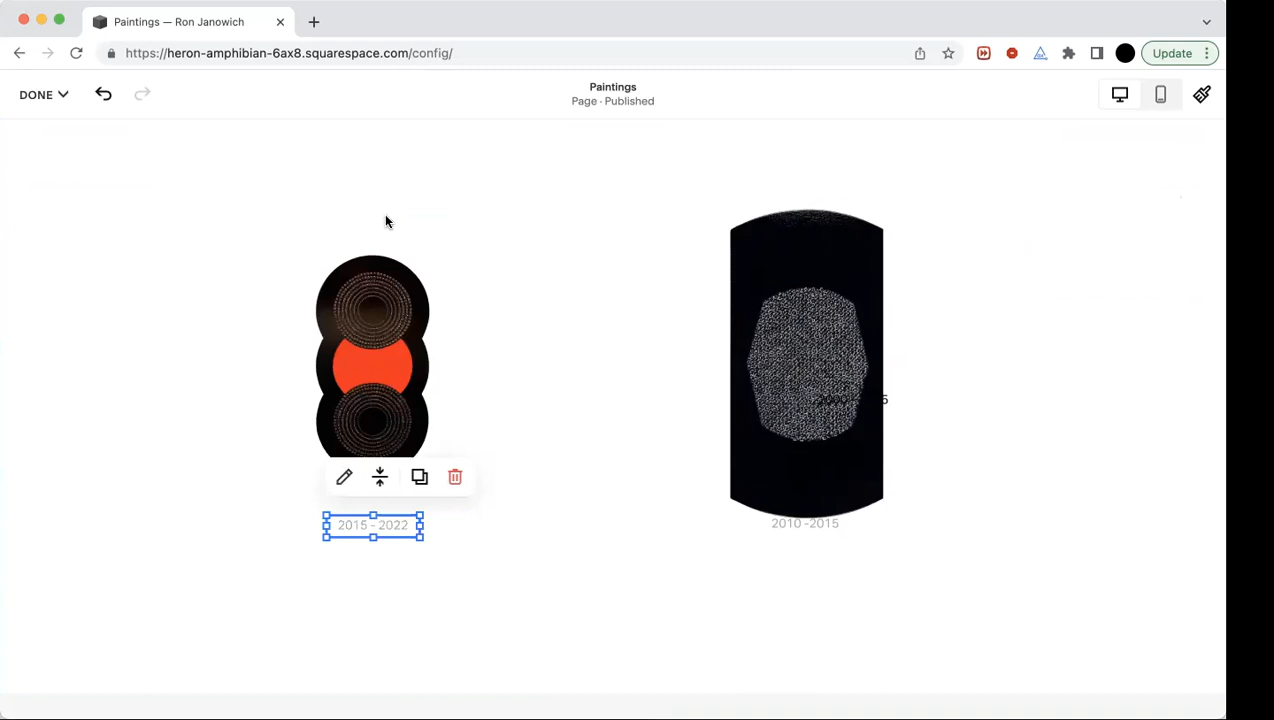 Paintings — Ron Janowich
https://heron-amphibian-6ax8.squarespace.com/config/
Update
DONE
Paintings
Page · Published
2015 - 2022
2010 -2015